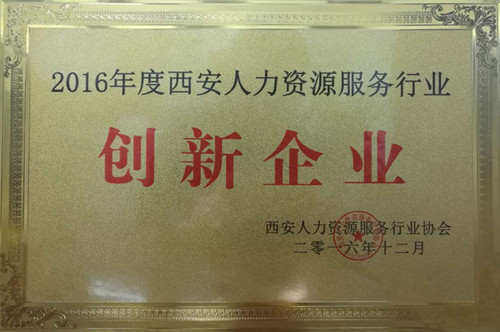 2016年度西安人力资源服务行业
创新企业
西安人力资源服务行业协会
二零一六年十二月